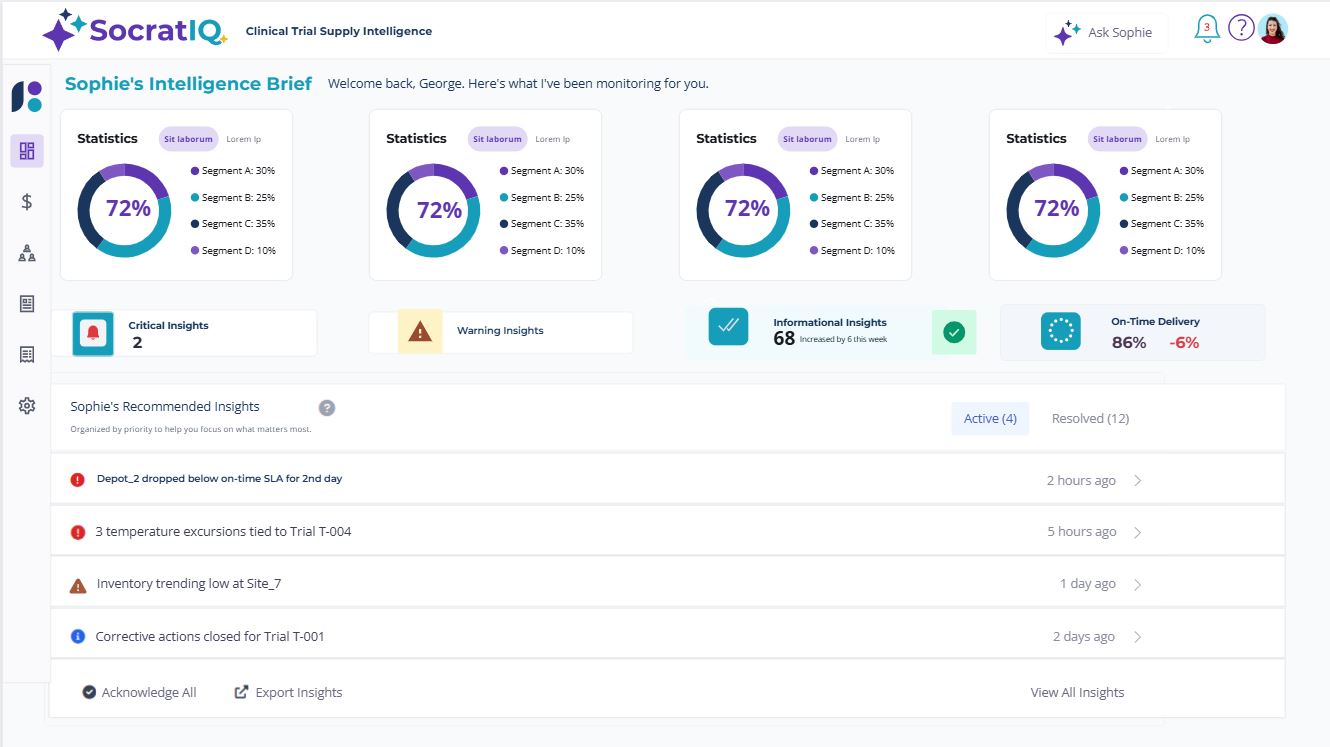 SocratIQ Clinical Trial Supply Intelligence
Ask Sophie
3
?
Sophie's Intelligence Brief Welcome back, George. Here's what I've been monitoring for you.
Statistics Sit laborum Lorem Ip
72%
Segment A: 30%
Segment B: 25%
Segment C: 35%
Segment D: 10%
Statistics Sit laborum Lorem Ip
72%
Segment A: 30%
Segment B: 25%
Segment C: 35%
Segment D: 10%
Statistics Sit laborum Lorem Ip
72%
Segment A: 30%
Segment B: 25%
Segment C: 35%
Segment D: 10%
Statistics Sit laborum Lorem Ip
72%
Segment A: 30%
Segment B: 25%
Segment C: 35%
Segment D: 10%
$
Critical Insights
2
Warning Insights
Informational Insights
68 Increased by 6 this week
On-Time Delivery
86% -6%
Sophie's Recommended Insights ?
Organized by priority to help you focus on what matters most.
Active (4) Resolved (12)
Depot_2 dropped below on-time SLA for 2nd day 2 hours ago
3 temperature excursions tied to Trial T-004 5 hours ago
Inventory trending low at Site_7 1 day ago
Corrective actions closed for Trial T-001 2 days ago
Acknowledge All Export Insights View All Insights